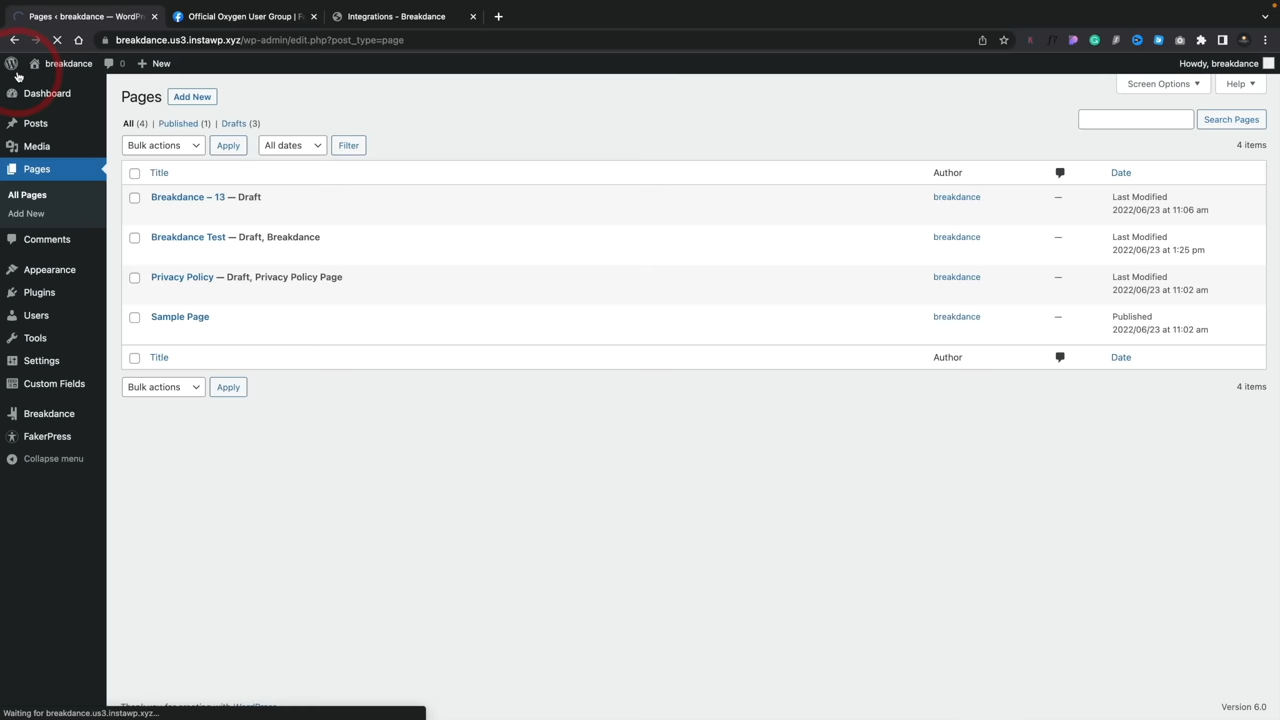 Pages ‹ breakdance — WordPr
Official Oxygen User Group | F
Integrations – Breakdance
breakdance.us3.instawp.xyz/wp-admin/edit.php?post_type=page
breakdance
0
New
Howdy, breakdance
Dashboard
Posts
Media
Pages
All Pages
Add New
Comments
Appearance
Plugins
Users
Tools
Settings
Custom Fields
Breakdance
FakerPress
Collapse menu
Screen Options
Help
Pages
Add New
All (4) | Published (1) | Drafts (3)
Search Pages
Bulk actions
Apply
All dates
Filter
4 items
Title
Author
Date
Breakdance – 13 — Draft
breakdance
—
Last Modified
2022/06/23 at 11:06 am
Breakdance Test — Draft, Breakdance
breakdance
—
Last Modified
2022/06/23 at 1:25 pm
Privacy Policy — Draft, Privacy Policy Page
breakdance
—
Last Modified
2022/06/23 at 11:02 am
Sample Page
breakdance
—
Published
2022/06/23 at 11:02 am
Title
Author
Date
Bulk actions
Apply
4 items
Thank you for creating with WordPress.
Waiting for breakdance.us3.instawp.xyz...
Version 6.0